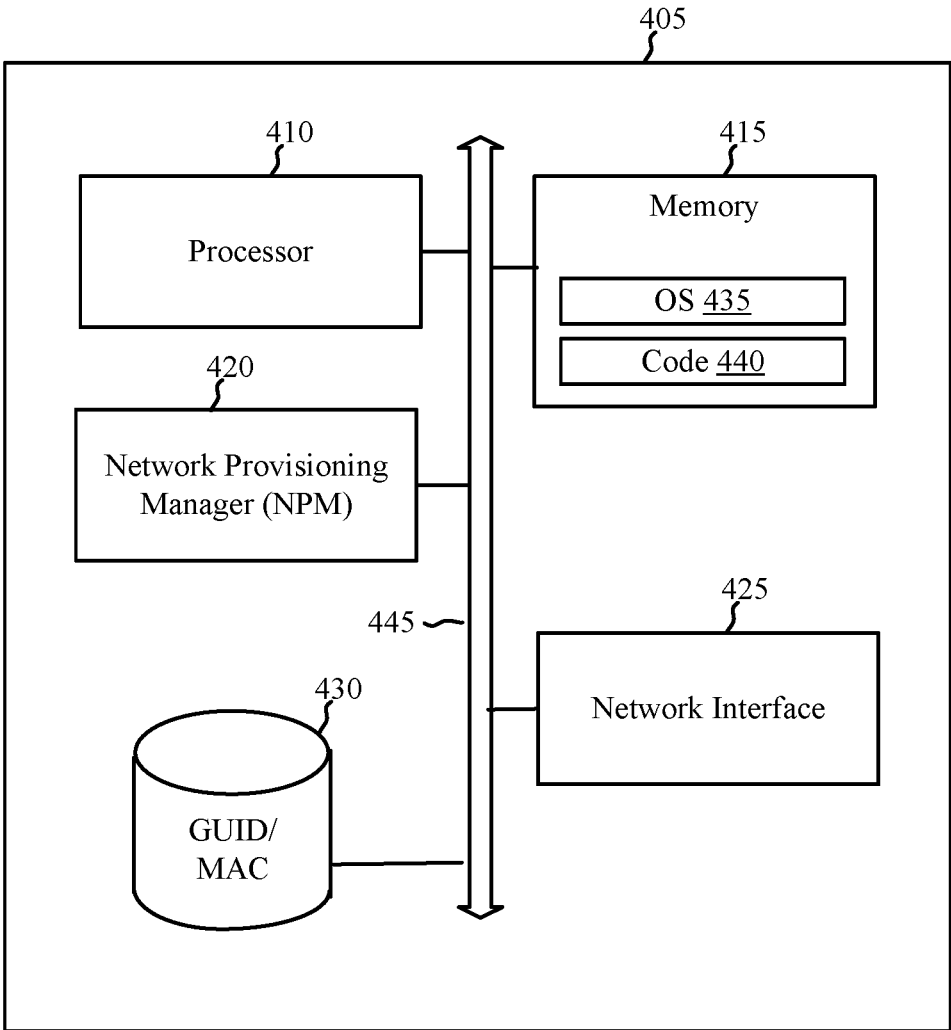 405
410
Processor
415
Memory
OS 435
Code 440
420
Network Provisioning
Manager (NPM)
445
425
Network Interface
430
GUID/
MAC